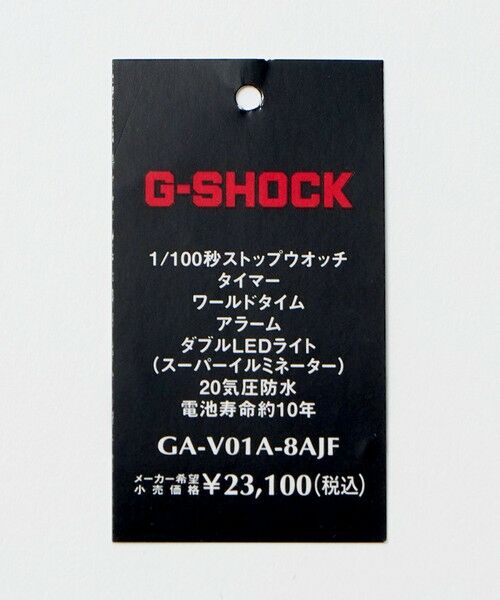 G-SHOCK
1/100秒ストップウオッチ
タイマー
ワールドタイム
アラーム
ダブルLEDライト
(スーパーイルミネーター)
20気圧防水
電池寿命約10年
GA-V01A-8AJF
メーカー希望小売価格 ¥23,100(税込)